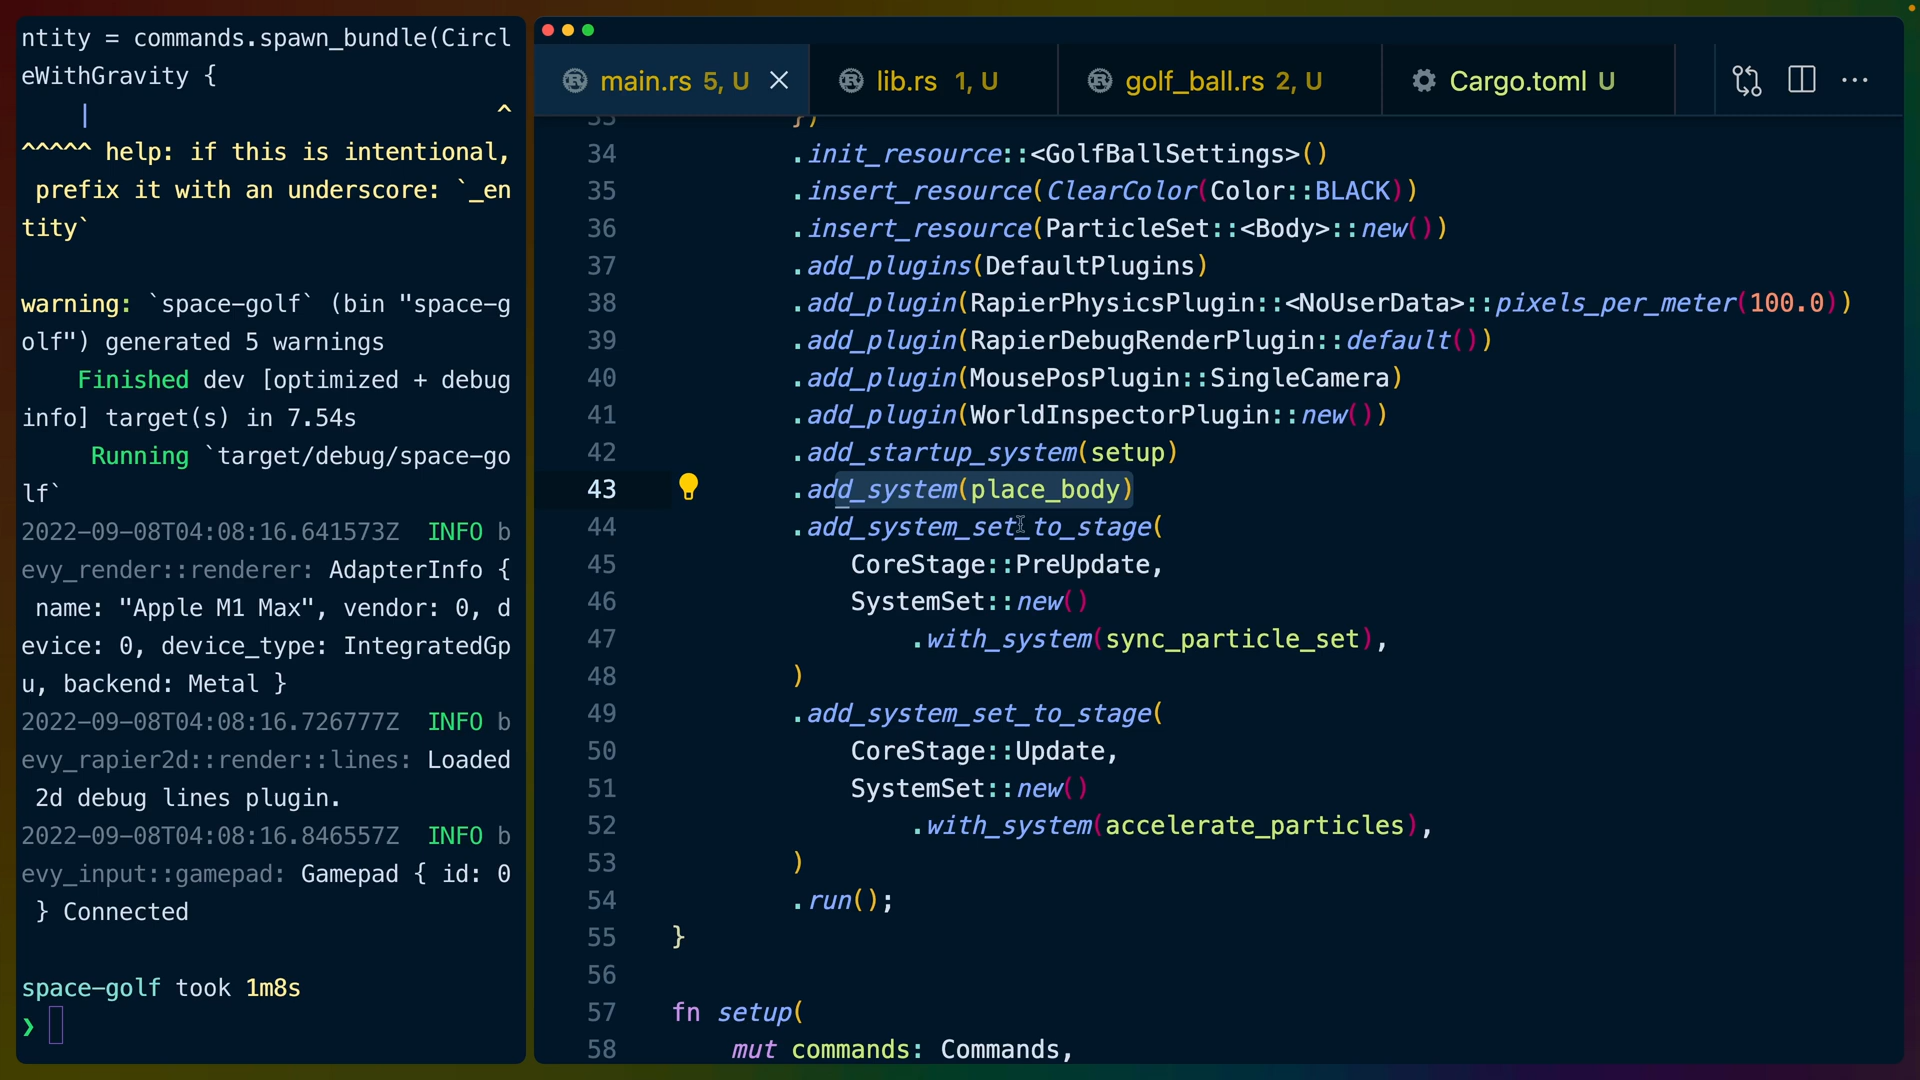 ntity = commands.spawn_bundle(Circl
eWithGravity {
    |                             ^
^^^^^ help: if this is intentional,
 prefix it with an underscore: `_en
tity`
warning: `space-golf` (bin "space-g
olf") generated 5 warnings
    Finished dev [optimized + debug
info] target(s) in 7.54s
     Running `target/debug/space-go
lf`
2022-09-08T04:08:16.641573Z  INFO b
evy_render::renderer: AdapterInfo {
 name: "Apple M1 Max", vendor: 0, d
evice: 0, device_type: IntegratedGp
u, backend: Metal }
2022-09-08T04:08:16.726777Z  INFO b
evy_rapier2d::render::lines: Loaded
 2d debug lines plugin.
2022-09-08T04:08:16.846557Z  INFO b
evy_input::gamepad: Gamepad { id: 0
 } Connected
space-golf took 1m8s
❯
main.rs 5, U
lib.rs 1, U
golf_ball.rs 2, U
Cargo.toml U
33         })
34         .init_resource::<GolfBallSettings>()
35         .insert_resource(ClearColor(Color::BLACK))
36         .insert_resource(ParticleSet::<Body>::new())
37         .add_plugins(DefaultPlugins)
38         .add_plugin(RapierPhysicsPlugin::<NoUserData>::pixels_per_meter(100.0))
39         .add_plugin(RapierDebugRenderPlugin::default())
40         .add_plugin(MousePosPlugin::SingleCamera)
41         .add_plugin(WorldInspectorPlugin::new())
42         .add_startup_system(setup)
43         .add_system(place_body)
44         .add_system_set_to_stage(
45             CoreStage::PreUpdate,
46             SystemSet::new()
47                 .with_system(sync_particle_set),
48         )
49         .add_system_set_to_stage(
50             CoreStage::Update,
51             SystemSet::new()
52                 .with_system(accelerate_particles),
53         )
54         .run();
55 }
56
57 fn setup(
58     mut commands: Commands,